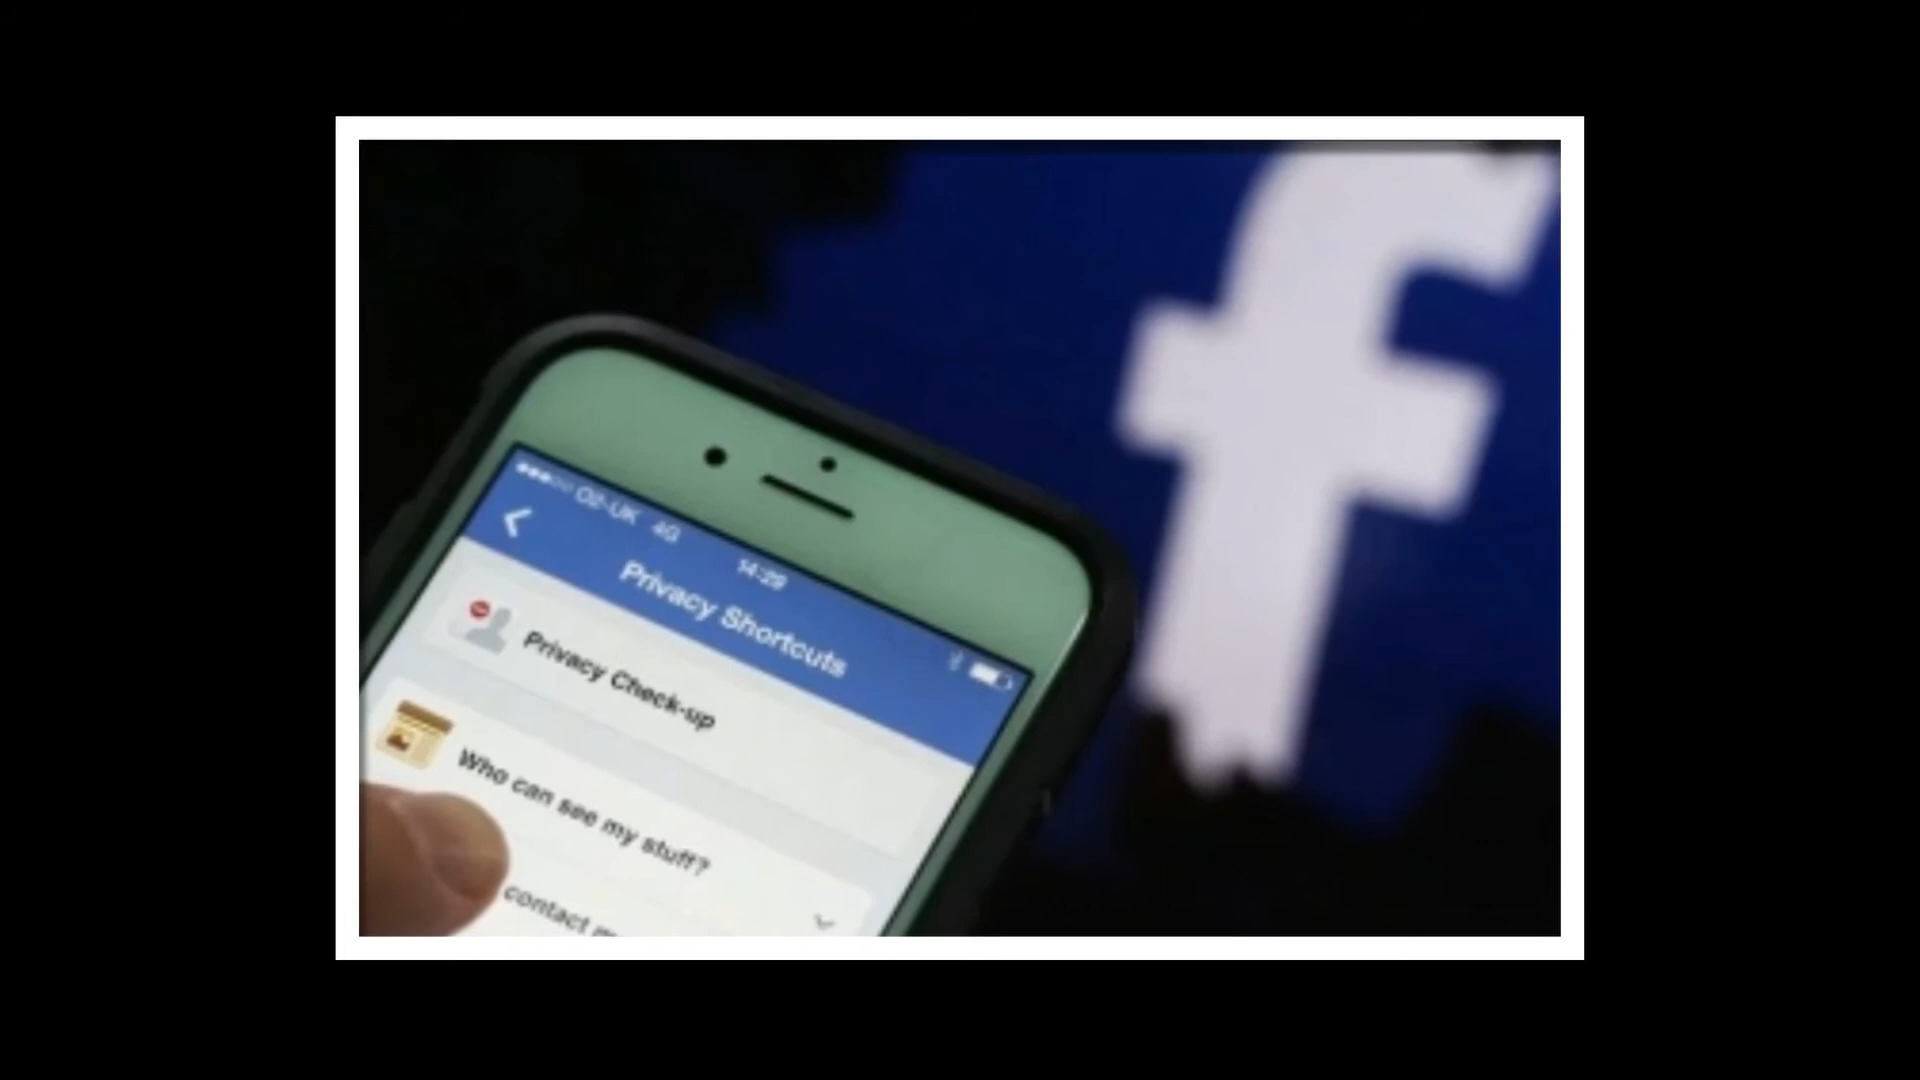 f
O2-UK 4G
14:29
Privacy Shortcuts
Privacy Check-up
Who can see my stuff?
contact